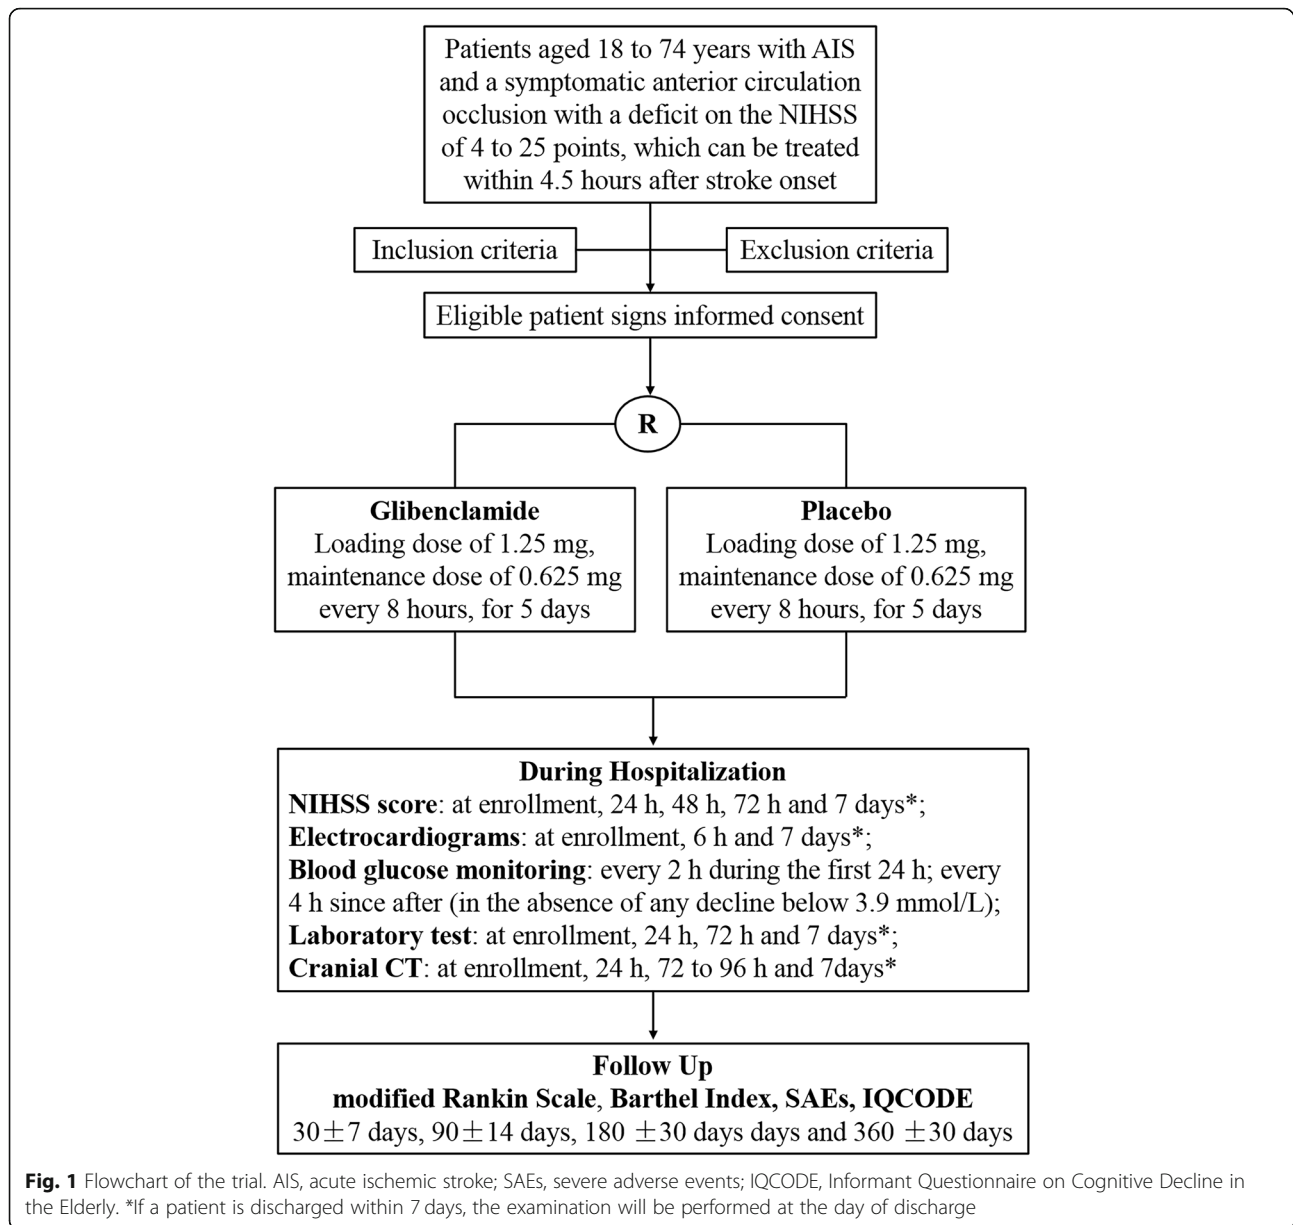 Patients aged 18 to 74 years with AIS
and a symptomatic anterior circulation
occlusion with a deficit on the NIHSS
of 4 to 25 points, which can be treated
within 4.5 hours after stroke onset
Inclusion criteria
Exclusion criteria
Eligible patient signs informed consent
R
Glibenclamide
Loading dose of 1.25 mg,
maintenance dose of 0.625 mg
every 8 hours, for 5 days
Placebo
Loading dose of 1.25 mg,
maintenance dose of 0.625 mg
every 8 hours, for 5 days
During Hospitalization
NIHSS score: at enrollment, 24 h, 48 h, 72 h and 7 days*;
Electrocardiograms: at enrollment, 6 h and 7 days*;
Blood glucose monitoring: every 2 h during the first 24 h; every
4 h since after (in the absence of any decline below 3.9 mmol/L);
Laboratory test: at enrollment, 24 h, 72 h and 7 days*;
Cranial CT: at enrollment, 24 h, 72 to 96 h and 7days*
Follow Up
modified Rankin Scale, Barthel Index, SAEs, IQCODE
30±7 days, 90±14 days, 180 ±30 days days and 360 ±30 days
Fig. 1 Flowchart of the trial. AIS, acute ischemic stroke; SAEs, severe adverse events; IQCODE, Informant Questionnaire on Cognitive Decline in
the Elderly. *If a patient is discharged within 7 days, the examination will be performed at the day of discharge